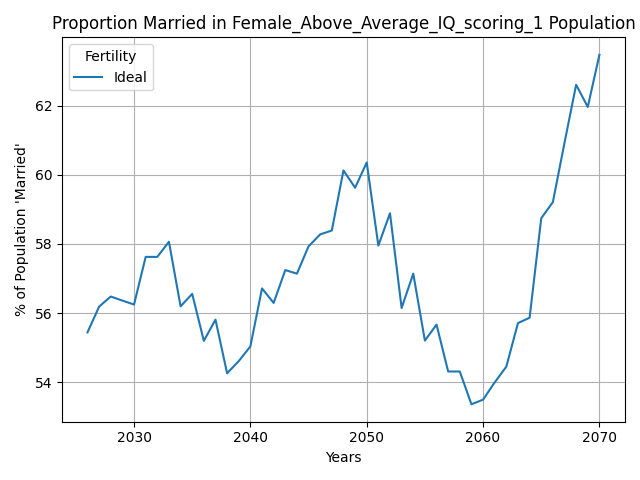 Proportion Married in Female_Above_Average_IQ_scoring_1 Population
Fertility
Ideal
% of Population 'Married'
62
60
58
56
54
2030
2040
2050
2060
2070
Years